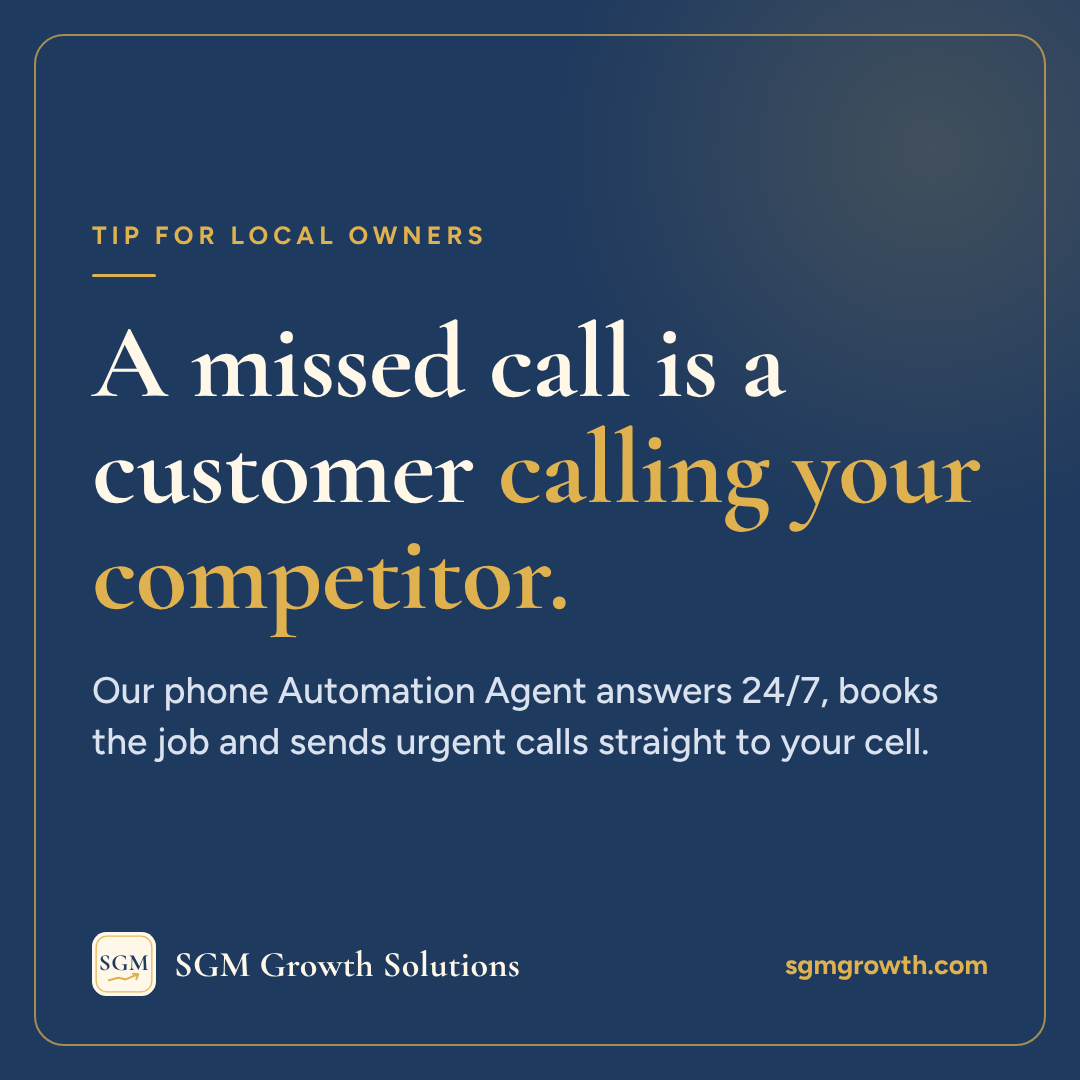 TIP FOR LOCAL OWNERS
A missed call is a
customer calling your
competitor.
Our phone Automation Agent answers 24/7, books
the job and sends urgent calls straight to your cell.
SGM
SGM Growth Solutions
sgmgrowth.com